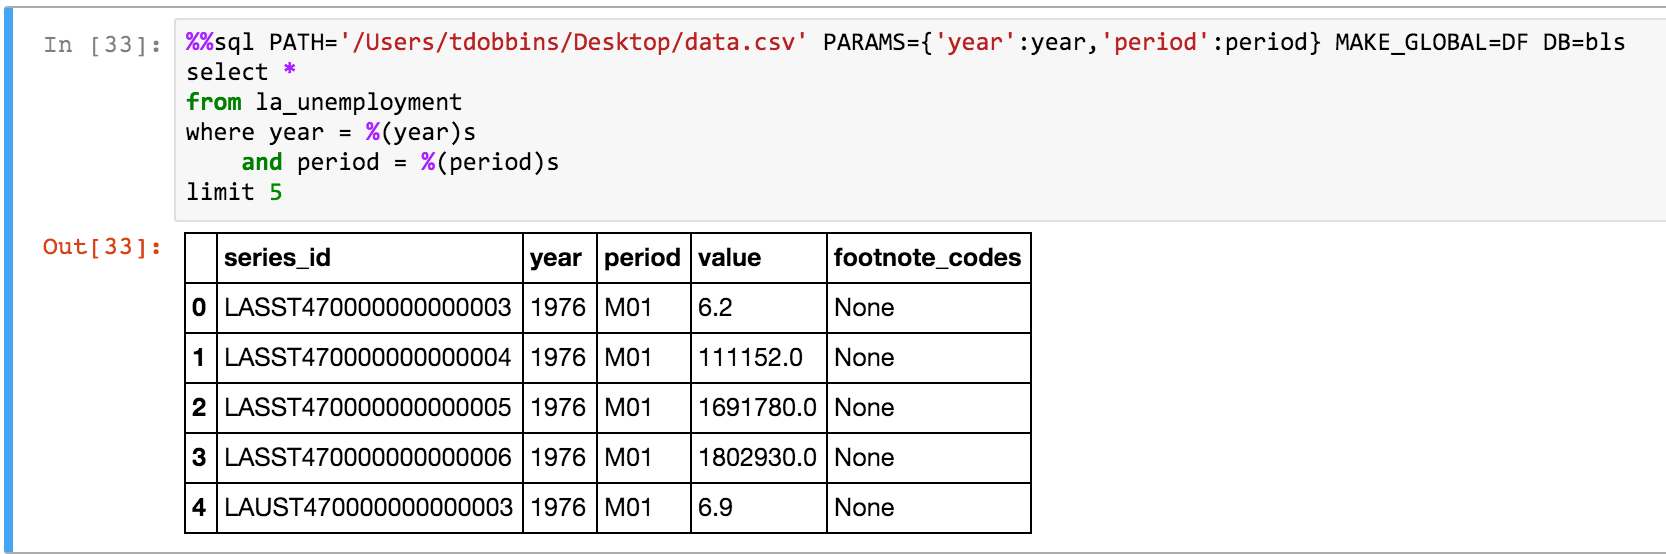 In [33]: %%sql PATH='/Users/tdobbins/Desktop/data.csv' PARAMS={'year':year,'period':period} MAKE_GLOBAL=DF DB=bls
select *
from la_unemployment
where year = %(year)s
    and period = %(period)s
limit 5
Out[33]:
series_id year period value footnote_codes
0 LASST470000000000003 1976 M01 6.2 None
1 LASST470000000000004 1976 M01 111152.0 None
2 LASST470000000000005 1976 M01 1691780.0 None
3 LASST470000000000006 1976 M01 1802930.0 None
4 LAUST470000000000003 1976 M01 6.9 None